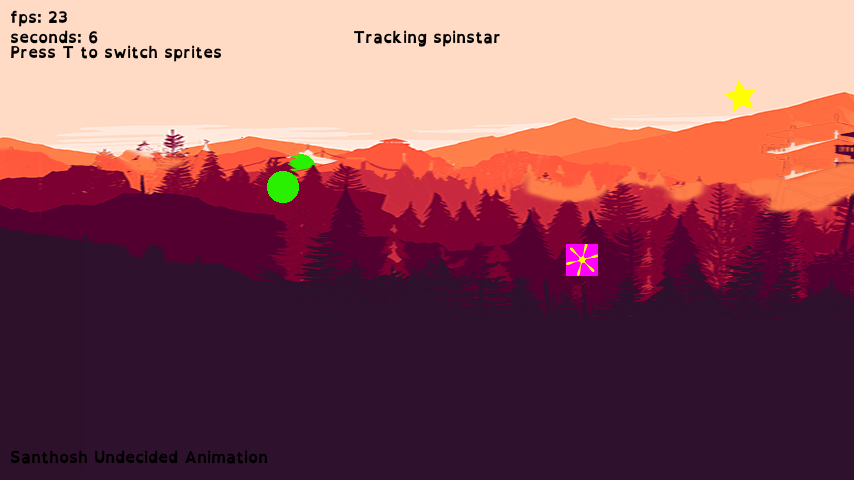 fps: 23
seconds: 6
Press T to switch sprites
Tracking spinstar
Santhosh Undecided Animation